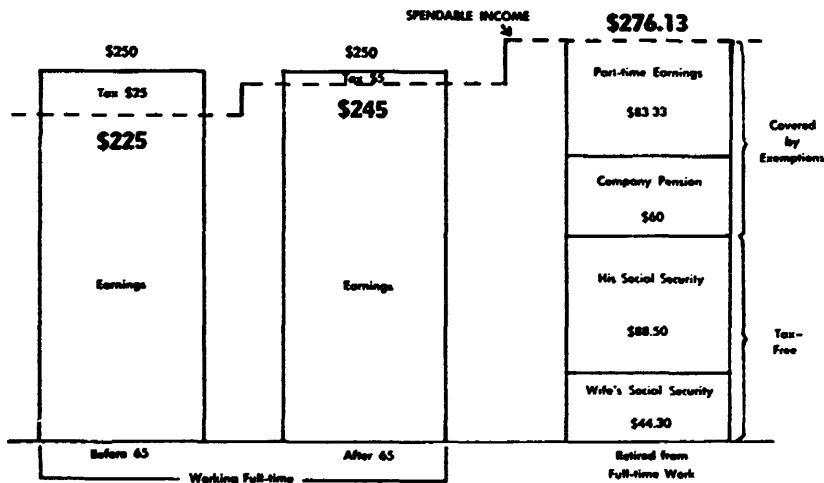 SPENDABLE INCOME
$276.13
$250
$250
Tax $25
Tax $5
$225
$245
Part-time Earnings
$83 33
Covered
by
Exemptions
Company Pension
$60
Earnings
Earnings
His Social Security
$88.50
Tax-
Free
Wife's Social Security
$44.30
Before 65
After 65
Retired from
Full-time Work
Working Full-time